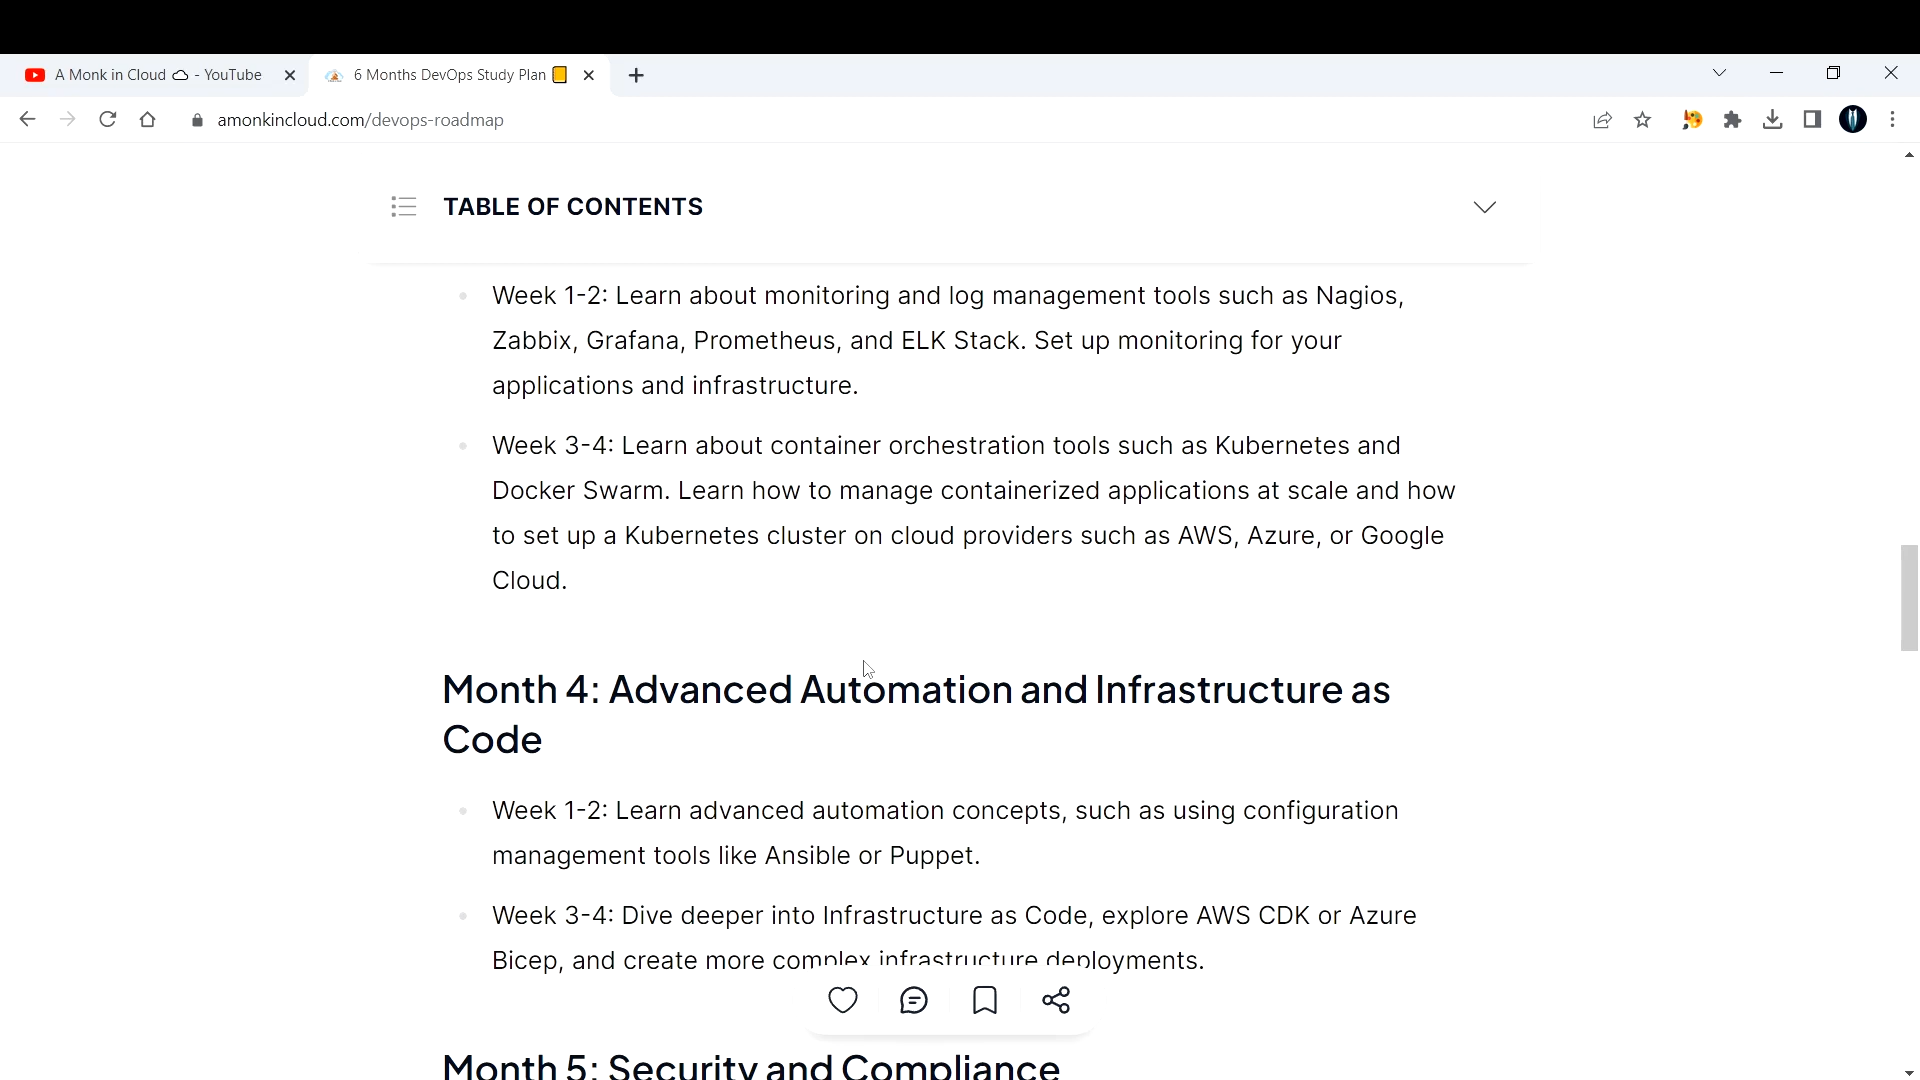 A Monk in Cloud - YouTube
6 Months DevOps Study Plan
amonkincloud.com/devops-roadmap
TABLE OF CONTENTS
Week 1-2: Learn about monitoring and log management tools such as Nagios,
Zabbix, Grafana, Prometheus, and ELK Stack. Set up monitoring for your
applications and infrastructure.
Week 3-4: Learn about container orchestration tools such as Kubernetes and
Docker Swarm. Learn how to manage containerized applications at scale and how
to set up a Kubernetes cluster on cloud providers such as AWS, Azure, or Google
Cloud.
Month 4: Advanced Automation and Infrastructure as
Code
Week 1-2: Learn advanced automation concepts, such as using configuration
management tools like Ansible or Puppet.
Week 3-4: Dive deeper into Infrastructure as Code, explore AWS CDK or Azure
Bicep, and create more complex infrastructure deployments.
Month 5: Security and Compliance